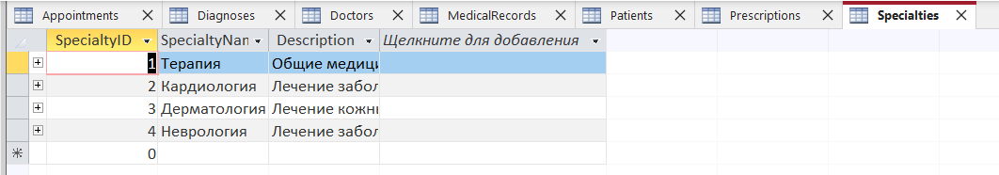 Appointments Diagnoses Doctors MedicalRecords Patients Prescriptions Specialties
SpecialtyID SpecialtyNan Description Щелкните для добавления
1 Терапия Общие медици
2 Кардиология Лечение забол
3 Дерматология Лечение кожн
4 Неврология Лечение забол
0